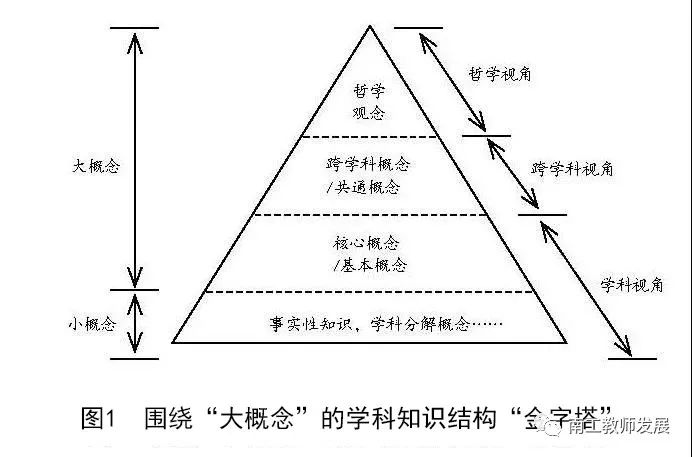 哲学
观念
哲学视角
大概念
跨学科概念
/共通概念
跨学科视角
核心概念
/基本概念
学科视角
小概念
事实性知识，学科分解概念……
图1 围绕“大概念”的学科知识结构“金字塔”
南工教师发展